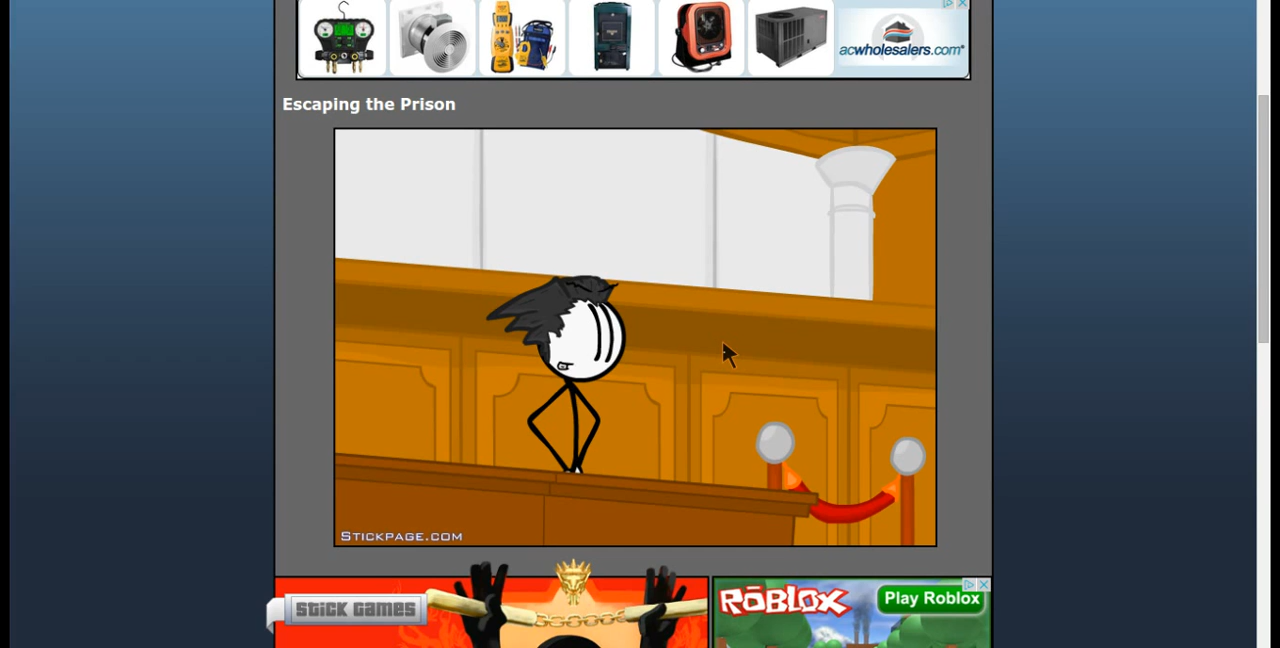 acwholesalers.com®
Escaping the Prison
STICKPAGE.COM
STICK GAMES
ROBLOX
Play Roblox